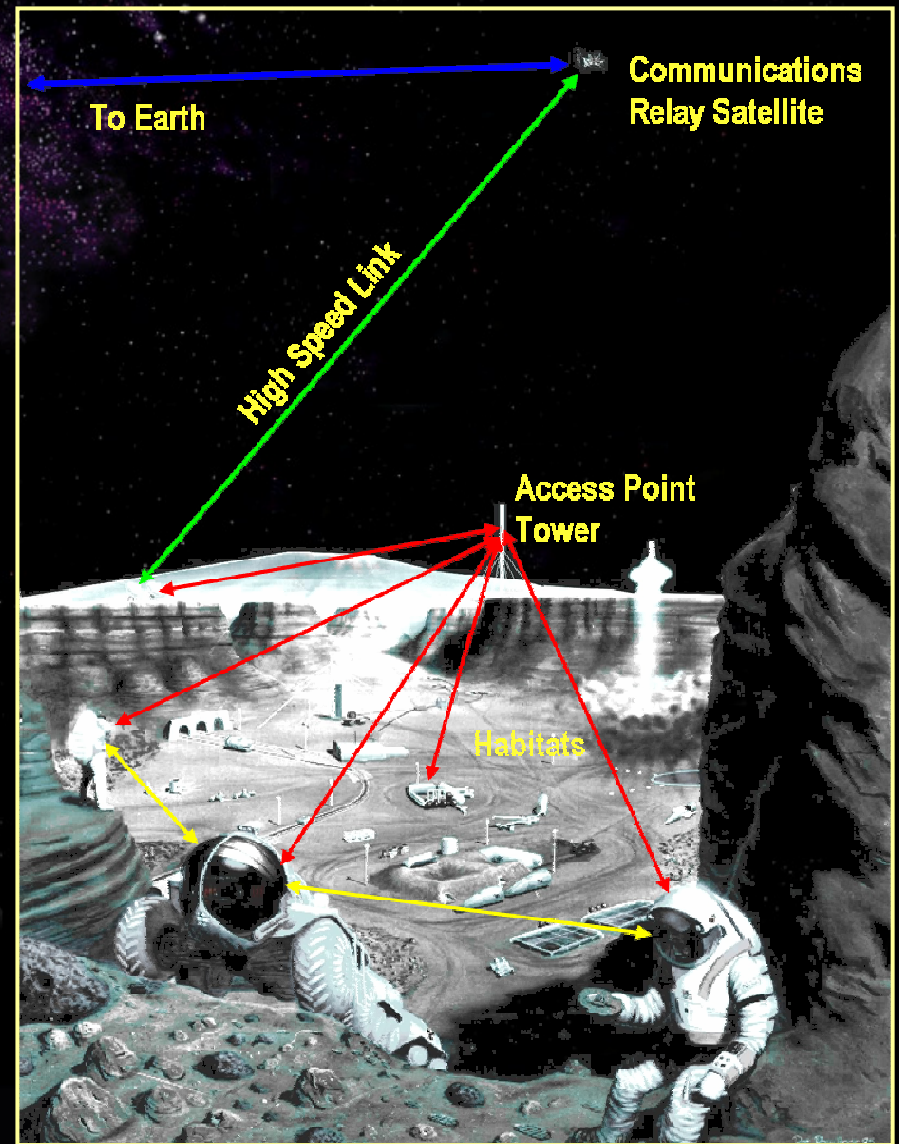 Communications
Relay Satellite
To Earth
High Speed Link
Access Point
Tower
Habitats